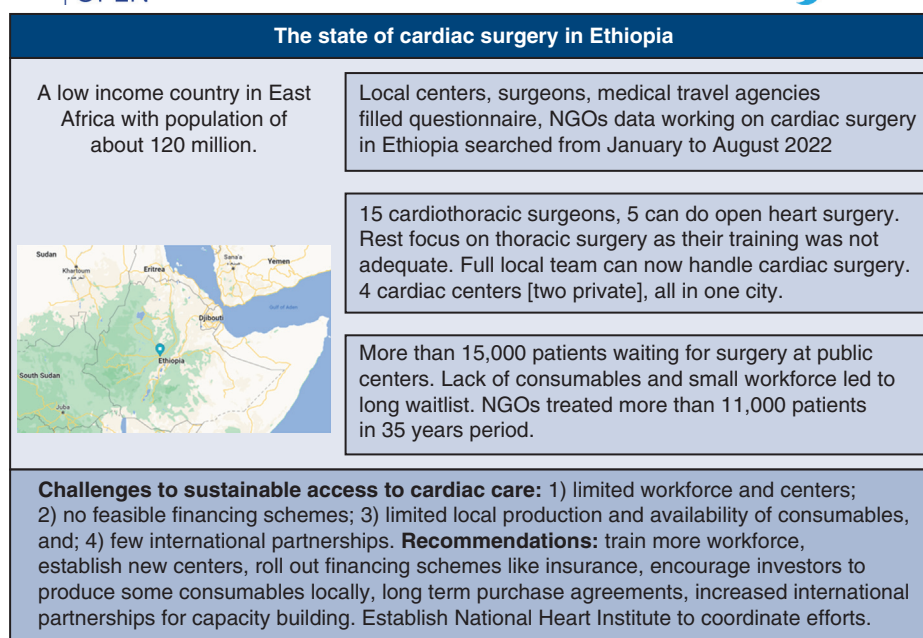 OPEN
The state of cardiac surgery in Ethiopia
A low income country in East
Africa with population of
about 120 million.
Local centers, surgeons, medical travel agencies
filled questionnaire, NGOs data working on cardiac surgery
in Ethiopia searched from January to August 2022
15 cardiothoracic surgeons, 5 can do open heart surgery.
Rest focus on thoracic surgery as their training was not
adequate. Full local team can now handle cardiac surgery.
4 cardiac centers [two private], all in one city.
Sudan
Khartoum
Eritrea
Sana'a
Yemen
Gulf of Aden
Djibouti
Ethiopia
South Sudan
Juba
More than 15,000 patients waiting for surgery at public
centers. Lack of consumables and small workforce led to
long waitlist. NGOs treated more than 11,000 patients
in 35 years period.
Challenges to sustainable access to cardiac care: 1) limited workforce and centers;
2) no feasible financing schemes; 3) limited local production and availability of consumables,
and; 4) few international partnerships. Recommendations: train more workforce,
establish new centers, roll out financing schemes like insurance, encourage investors to
produce some consumables locally, long term purchase agreements, increased international
partnerships for capacity building. Establish National Heart Institute to coordinate efforts.